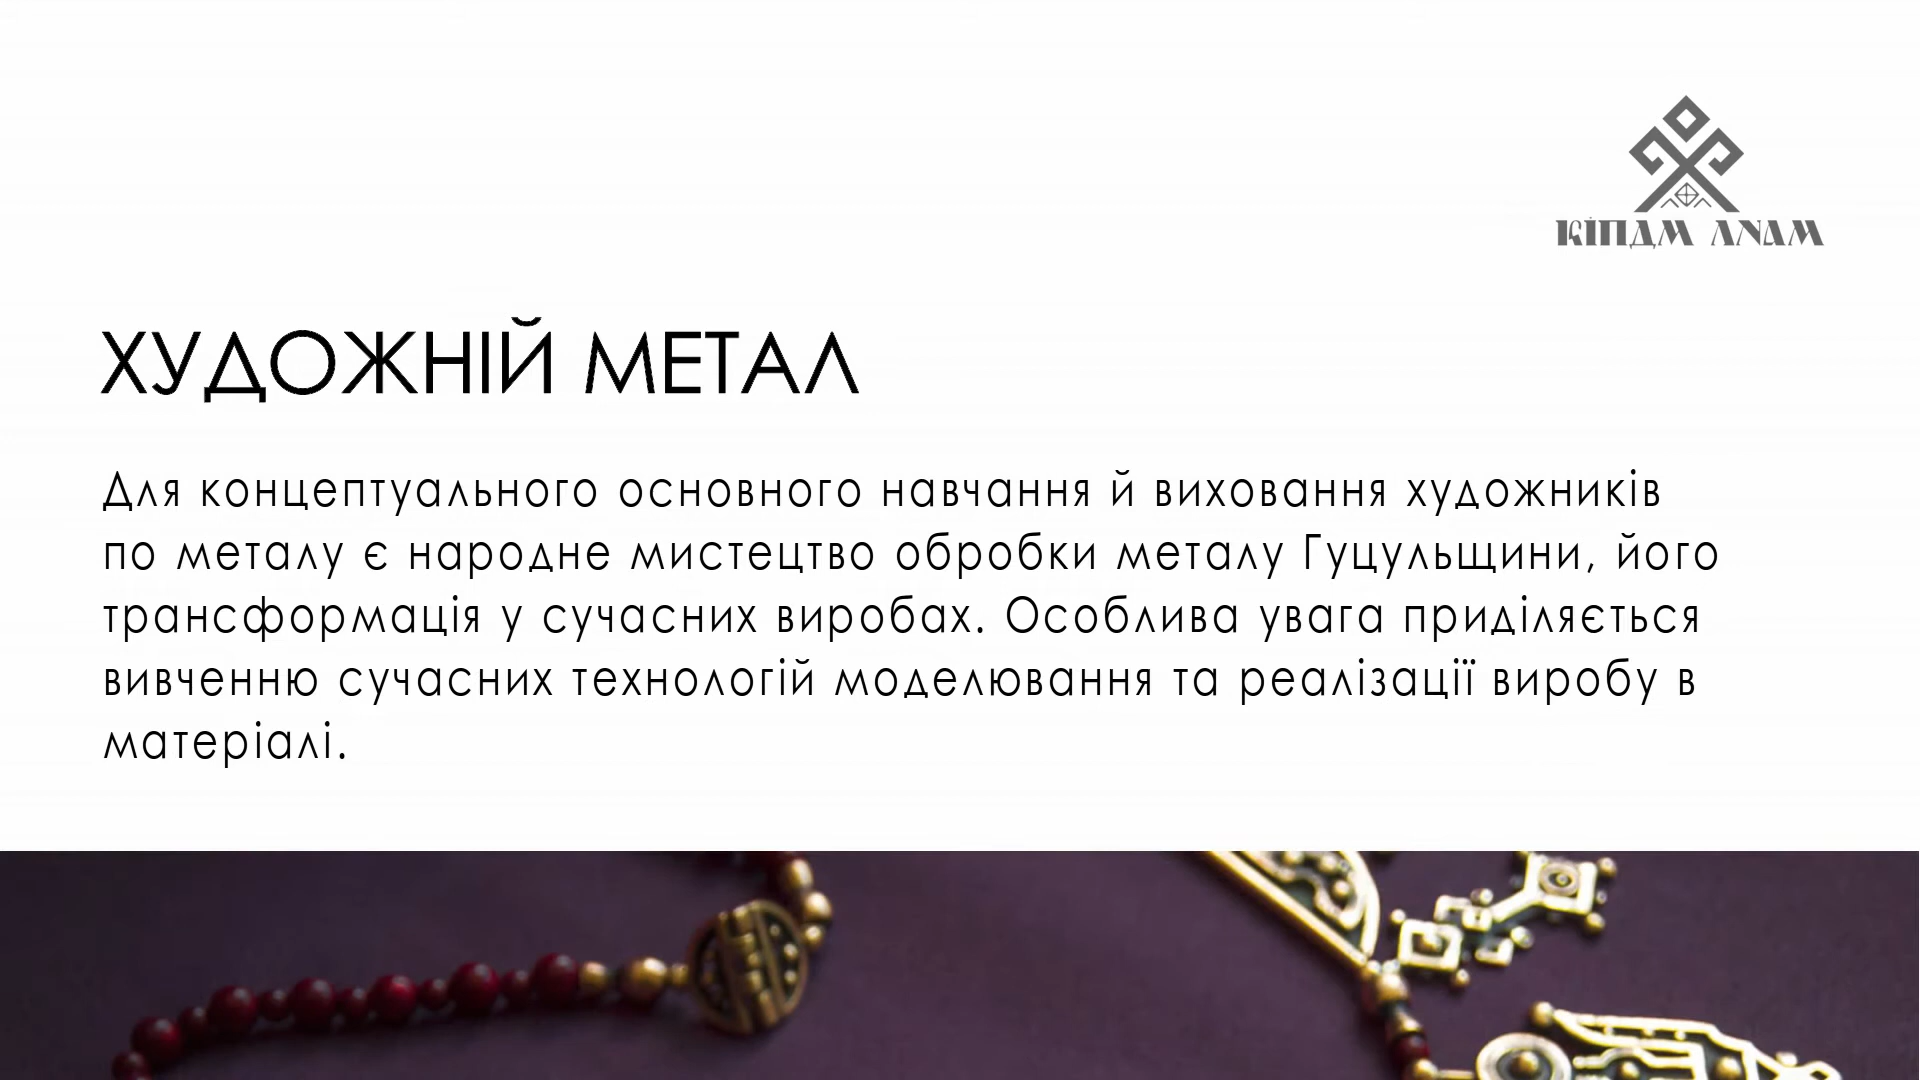 КІПДМ ЛNАМ
ХУДОЖНІЙ МЕТАЛ
Для концептуального основного навчання й виховання художників
по металу є народне мистецтво обробки металу Гуцульщини, його
трансформація у сучасних виробах. Особлива увага приділяється
вивченню сучасних технологій моделювання та реалізації виробу в
матеріалі.